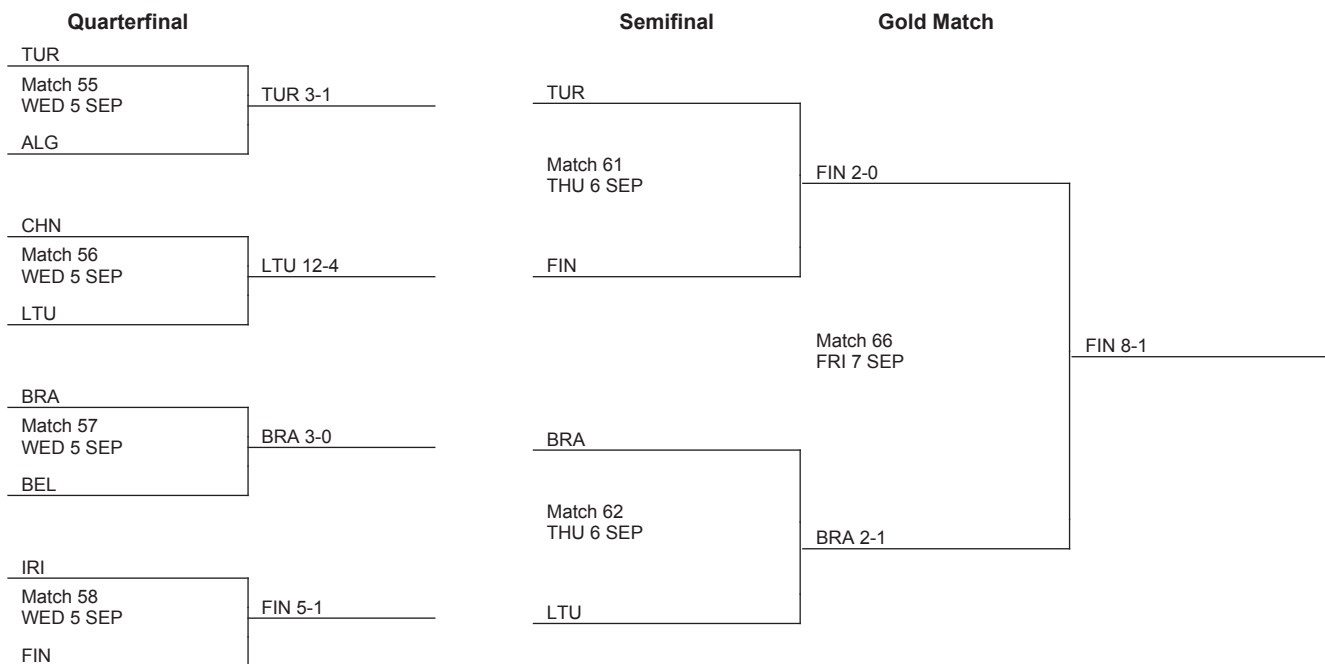 Quarterfinal
Semifinal
Gold Match
TUR
Match 55
WED 5 SEP
TUR 3-1
ALG
CHN
Match 56
WED 5 SEP
LTU 12-4
LTU
BRA
Match 57
WED 5 SEP
BRA 3-0
BEL
IRI
Match 58
WED 5 SEP
FIN 5-1
FIN
TUR
Match 61
THU 6 SEP
FIN 2-0
FIN
BRA
Match 62
THU 6 SEP
BRA 2-1
LTU
Match 66
FRI 7 SEP
FIN 8-1